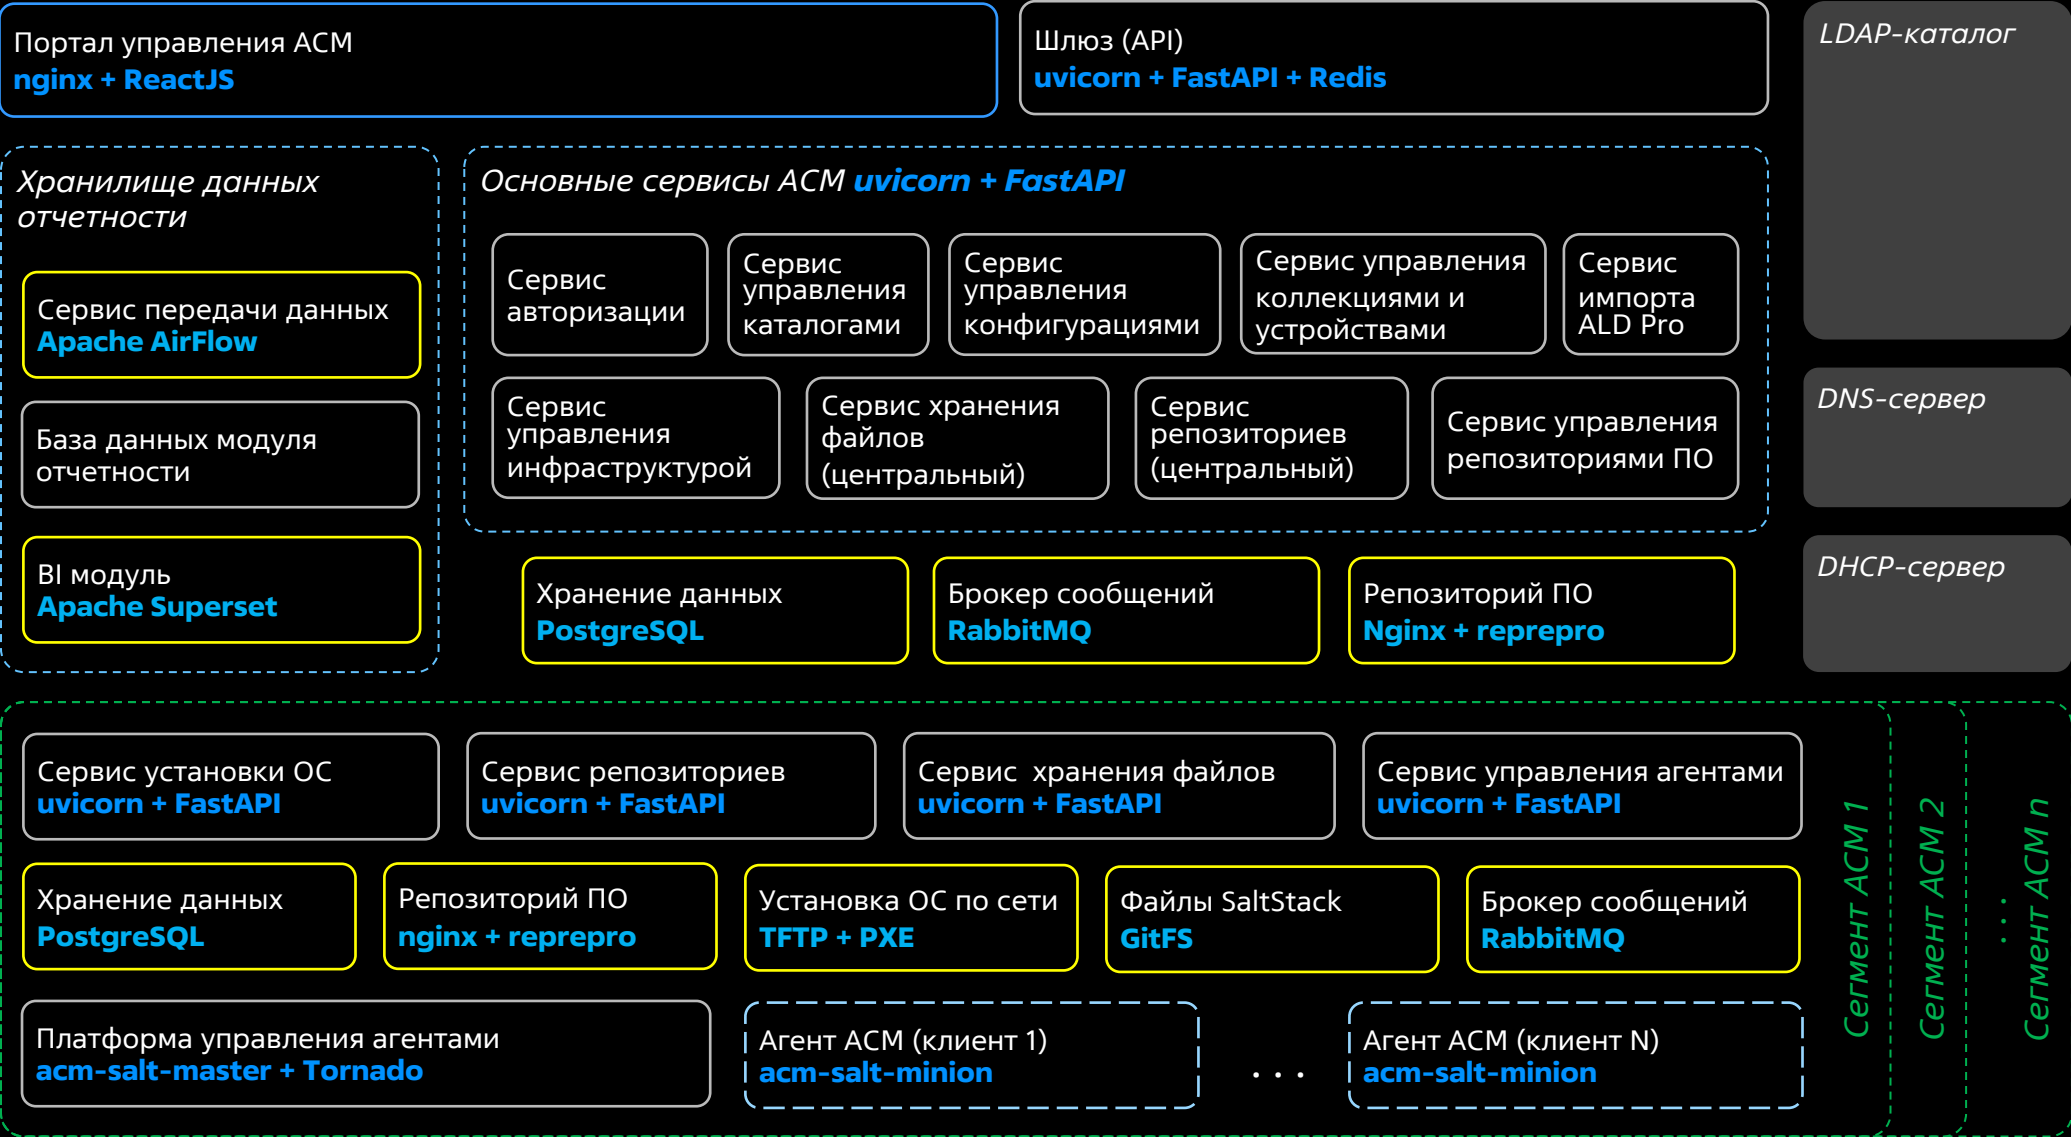 Портал управления ACM
nginx + ReactJS
Шлюз (API)
uvicorn + FastAPI + Redis
LDAP-каталог
Хранилище данных
отчетности
Сервис передачи данных
Apache AirFlow
База данных модуля
отчетности
BI модуль
Apache Superset
Основные сервисы ACM uvicorn + FastAPI
Сервис
авторизации
Сервис
управления
каталогами
Сервис
управления
конфигурациями
Сервис управления
коллекциями и
устройствами
Сервис
импорта
ALD Pro
Сервис
управления
инфраструктурой
Сервис хранения
файлов
(центральный)
Сервис
репозиториев
(центральный)
Сервис управления
репозиториями ПО
DNS-сервер
DHCP-сервер
Хранение данных
PostgreSQL
Брокер сообщений
RabbitMQ
Репозиторий ПО
Nginx + reprepro
Сервис установки ОС
uvicorn + FastAPI
Сервис репозиториев
uvicorn + FastAPI
Сервис хранения файлов
uvicorn + FastAPI
Сервис управления агентами
uvicorn + FastAPI
Хранение данных
PostgreSQL
Репозиторий ПО
nginx + reprepro
Установка ОС по сети
TFTP + PXE
Файлы SaltStack
GitFS
Брокер сообщений
RabbitMQ
Платформа управления агентами
acm-salt-master + Tornado
Агент ACM (клиент 1)
acm-salt-minion
. . .
Агент ACM (клиент N)
acm-salt-minion
Сегмент ACM 1
Сегмент ACM 2
. . .
Сегмент ACM n